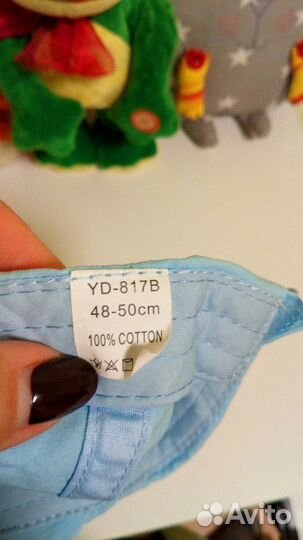 YD-817B
48-50cm
100% COTTON
Avito